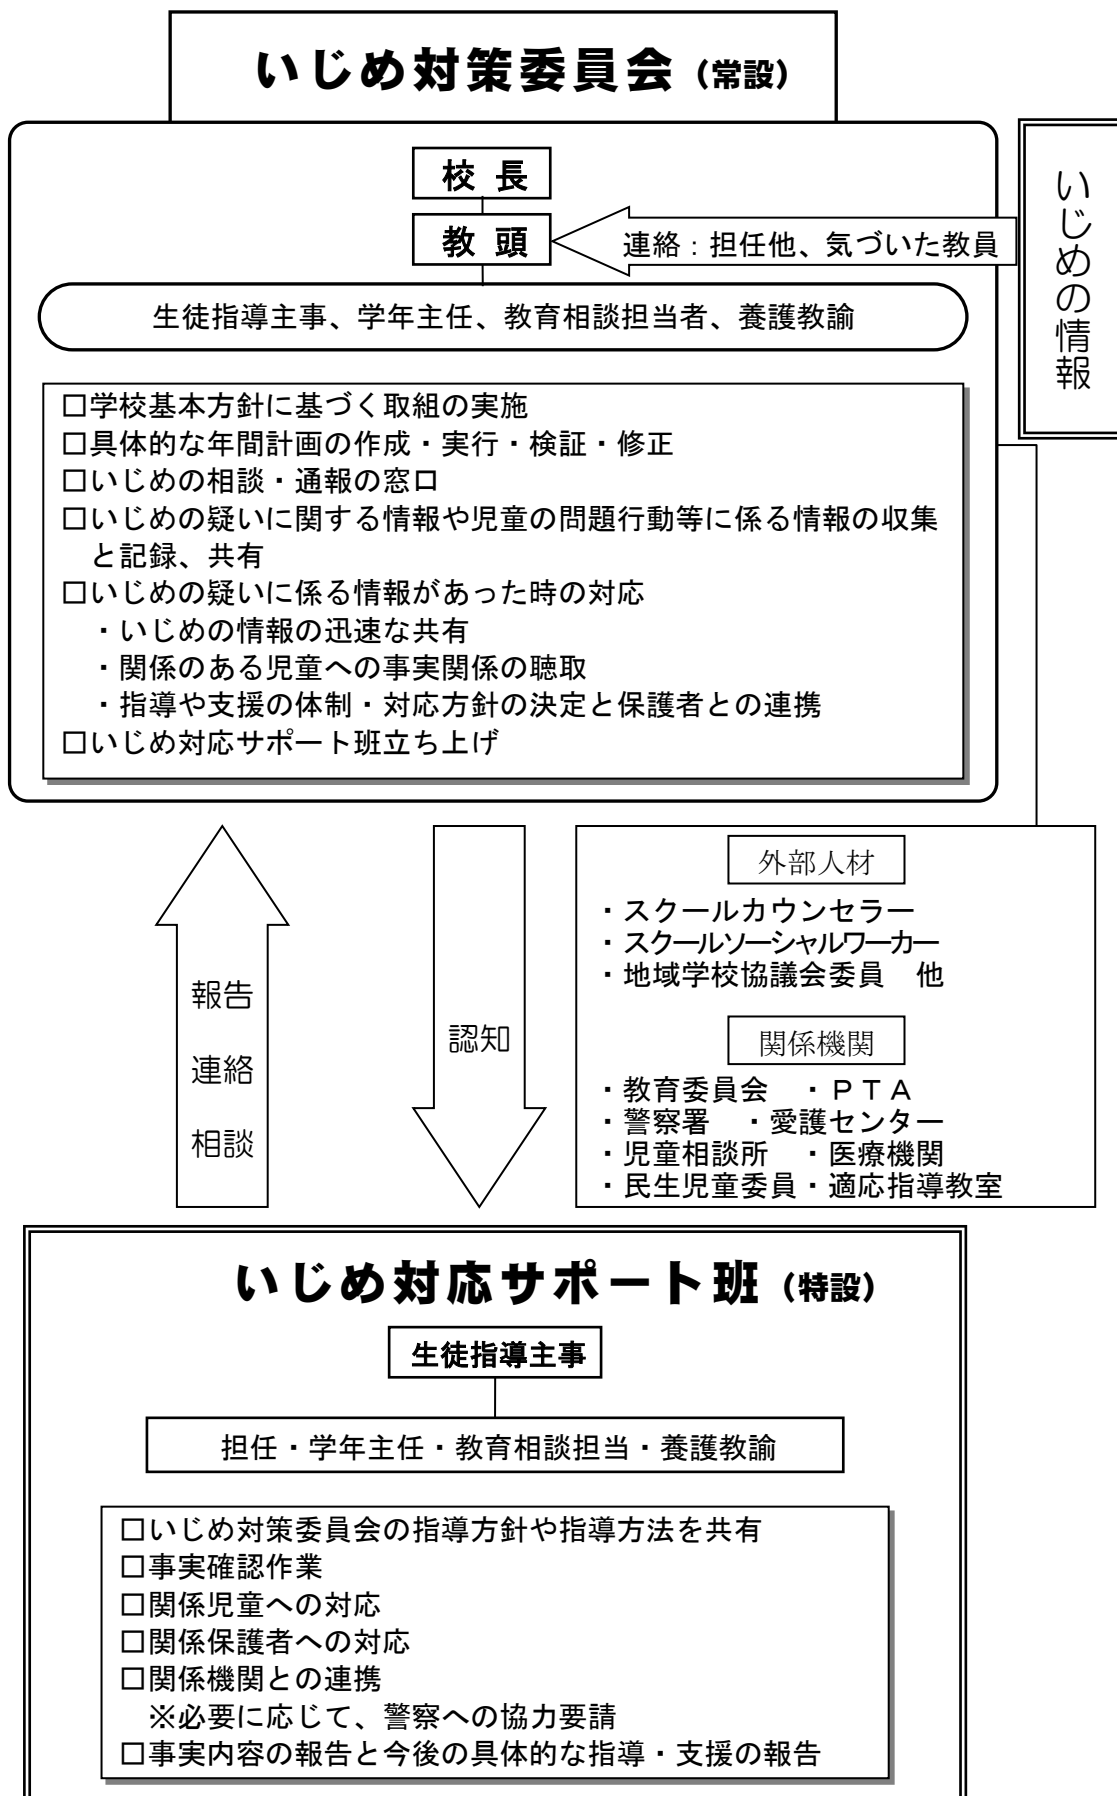 いじめ対策委員会（常設）
校 長
教 頭
連絡：担任他、気づいた教員
いじめの情報
生徒指導主事、学年主任、教育相談担当者、養護教諭
□学校基本方針に基づく取組の実施
□具体的な年間計画の作成・実行・検証・修正
□いじめの相談・通報の窓口
□いじめの疑いに関する情報や児童の問題行動等に係る情報の収集
と記録、共有
□いじめの疑いに係る情報があった時の対応
・いじめの情報の迅速な共有
・関係のある児童への事実関係の聴取
・指導や支援の体制・対応方針の決定と保護者との連携
□いじめ対応サポート班立ち上げ
報告
連絡
相談
認知
外部人材
・スクールカウンセラー
・スクールソーシャルワーカー
・地域学校協議会委員　他
関係機関
・教育委員会　・ＰＴＡ
・警察署　・愛護センター
・児童相談所　・医療機関
・民生児童委員・適応指導教室
いじめ対応サポート班（特設）
生徒指導主事
担任・学年主任・教育相談担当・養護教諭
□いじめ対策委員会の指導方針や指導方法を共有
□事実確認作業
□関係児童への対応
□関係保護者への対応
□関係機関との連携
※必要に応じて、警察への協力要請
□事実内容の報告と今後の具体的な指導・支援の報告